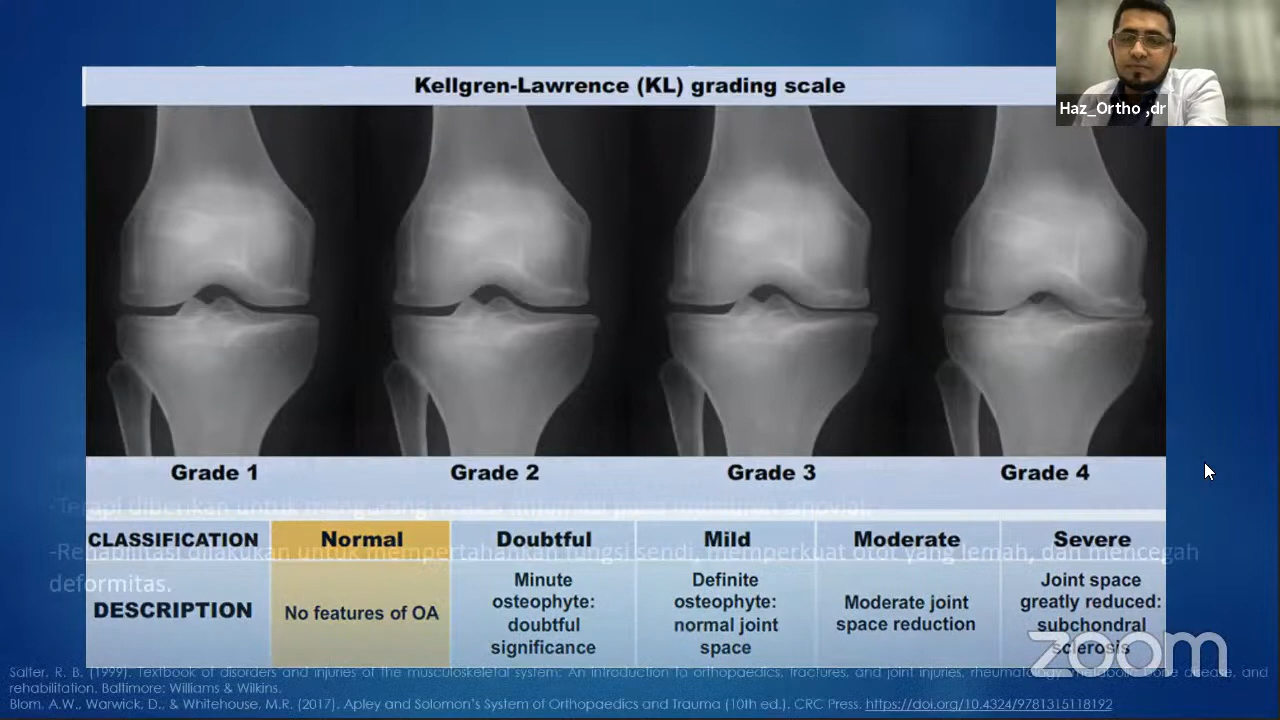 Kellgren-Lawrence (KL) grading scale
Haz_Ortho ,dr
Grade 1
Grade 2
Grade 3
Grade 4
-Terapi diberikan untuk mengurangi
sinovial.
CLASSIFICATION
Normal
Doubtful
Mild
Moderate
Severe
-Rehabilitasi dilakukan untuk mempertahankan fungsi sendi, memperkuat otot yang lemah, dan mencegah
deformitas.
DESCRIPTION
No features of OA
Minute
osteophyte:
doubtful
significance
Definite
osteophyte:
normal joint
space
Moderate joint
space reduction
Joint space
greatly reduced:
subchondral
sclerosis
zoom
Salter, R. B. (1999). Textbook of disorders and injuries of the musculoskeletal system: An introduction to orthopaedics, fractures, and joint injuries, rheumatology, metabolic bone disease, and
rehabilitation. Baltimore: Williams & Wilkins.
Blom, A.W., Warwick, D., & Whitehouse, M.R. (2017). Apley and Solomon's System of Orthopaedics and Trauma (10th ed.). CRC Press. https://doi.org/10.4324/9781315118192